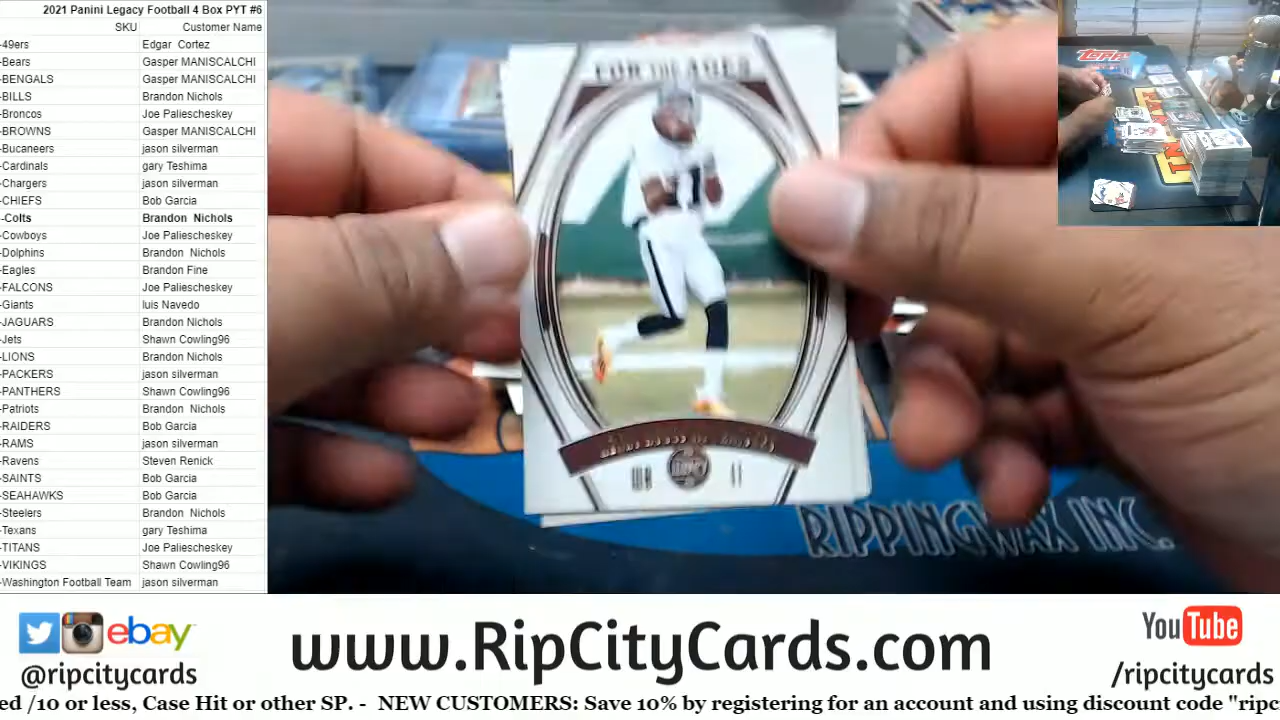 2021 Panini Legacy Football 4 Box PYT #6
SKU Customer Name
-49ers Edgar Cortez
-Bears Gasper MANISCALCHI
-BENGALS Gasper MANISCALCHI
-BILLS Brandon Nichols
-Broncos Joe Paliescheskey
-BROWNS Gasper MANISCALCHI
-Bucaneers jason silverman
-Cardinals gary Teshima
-Chargers jason silverman
-CHIEFS Bob Garcia
-Colts Brandon Nichols
-Cowboys Joe Paliescheskey
-Dolphins Brandon Nichols
-Eagles Brandon Fine
-FALCONS Joe Paliescheskey
-Giants luis Navedo
-JAGUARS Brandon Nichols
-Jets Shawn Cowling96
-LIONS Brandon Nichols
-PACKERS jason silverman
-PANTHERS Shawn Cowling96
-Patriots Brandon Nichols
-RAIDERS Bob Garcia
-RAMS jason silverman
-Ravens Steven Renick
-SAINTS Bob Garcia
-SEAHAWKS Bob Garcia
-Steelers Brandon Nichols
-Texans gary Teshima
-TITANS Joe Paliescheskey
-VIKINGS Shawn Cowling96
-Washington Football Team jason silverman
FOR THE AGES
11
WR
Topps
RIPPINGWAX INC.
ebay
@ripcitycards
www.RipCityCards.com
YouTube
/ripcitycards
ed /10 or less, Case Hit or other SP. - NEW CUSTOMERS: Save 10% by registering for an account and using discount code "ripc